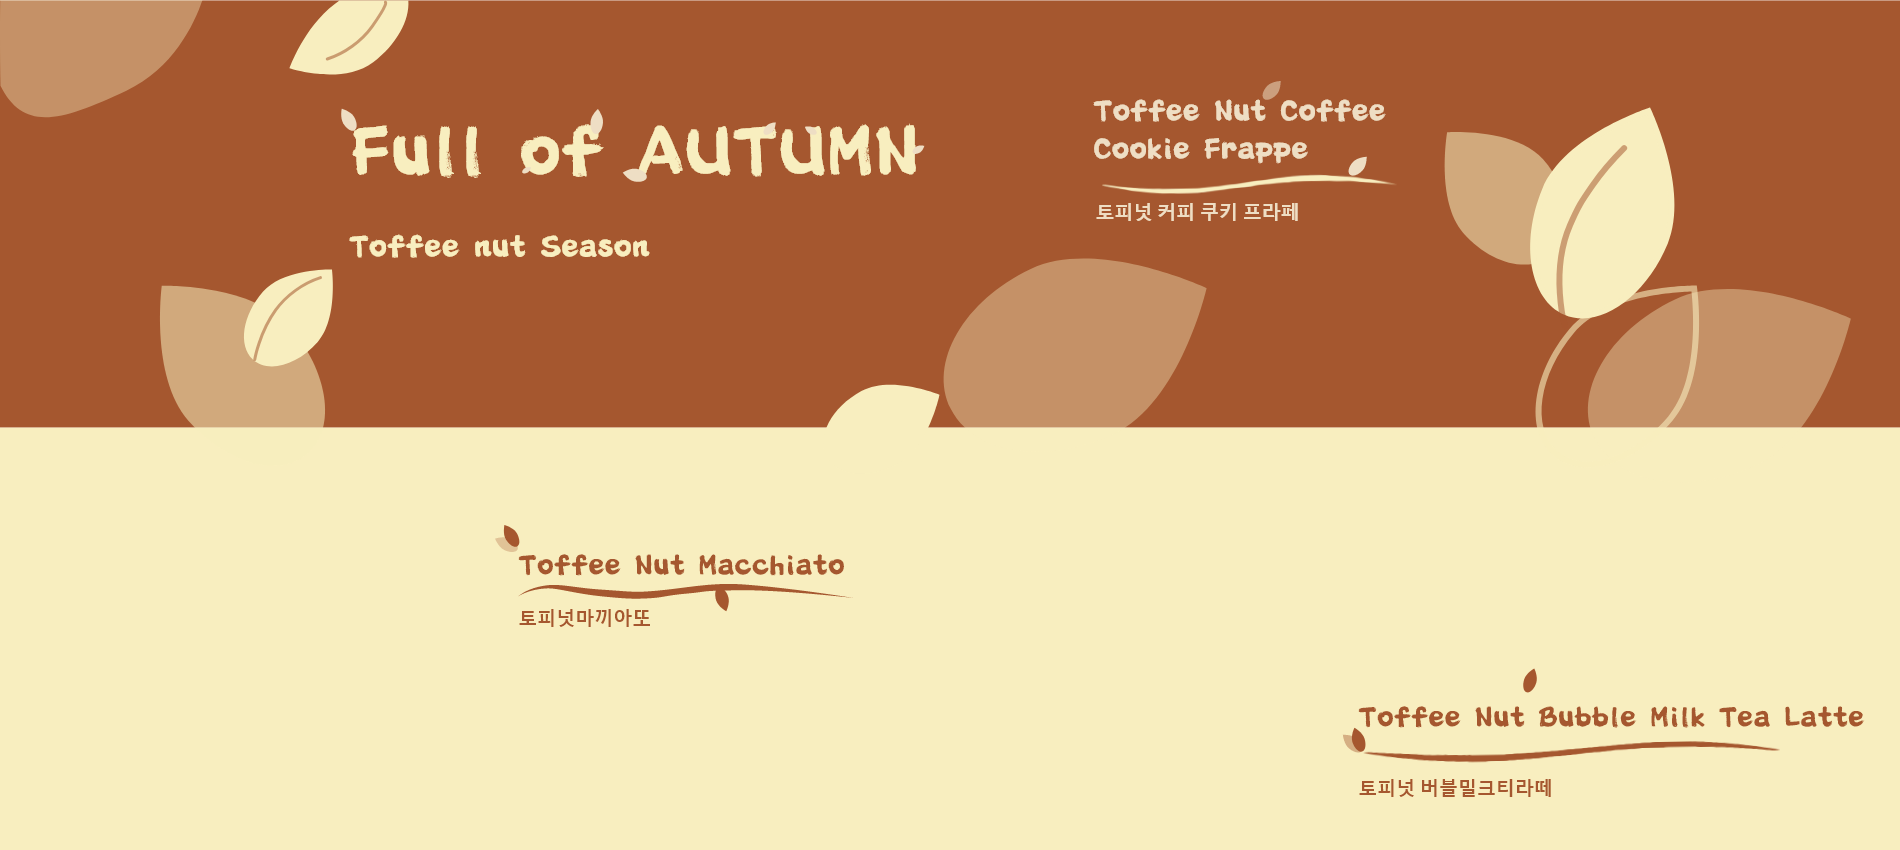 Full of AUTUMN
Toffee nut Season
Toffee Nut Coffee
Cookie Frappe
토피넛 커피 쿠키 프라페
Toffee Nut Macchiato
토피넛마끼아또
Toffee Nut Bubble Milk Tea Latte
토피넛 버블밀크티라떼